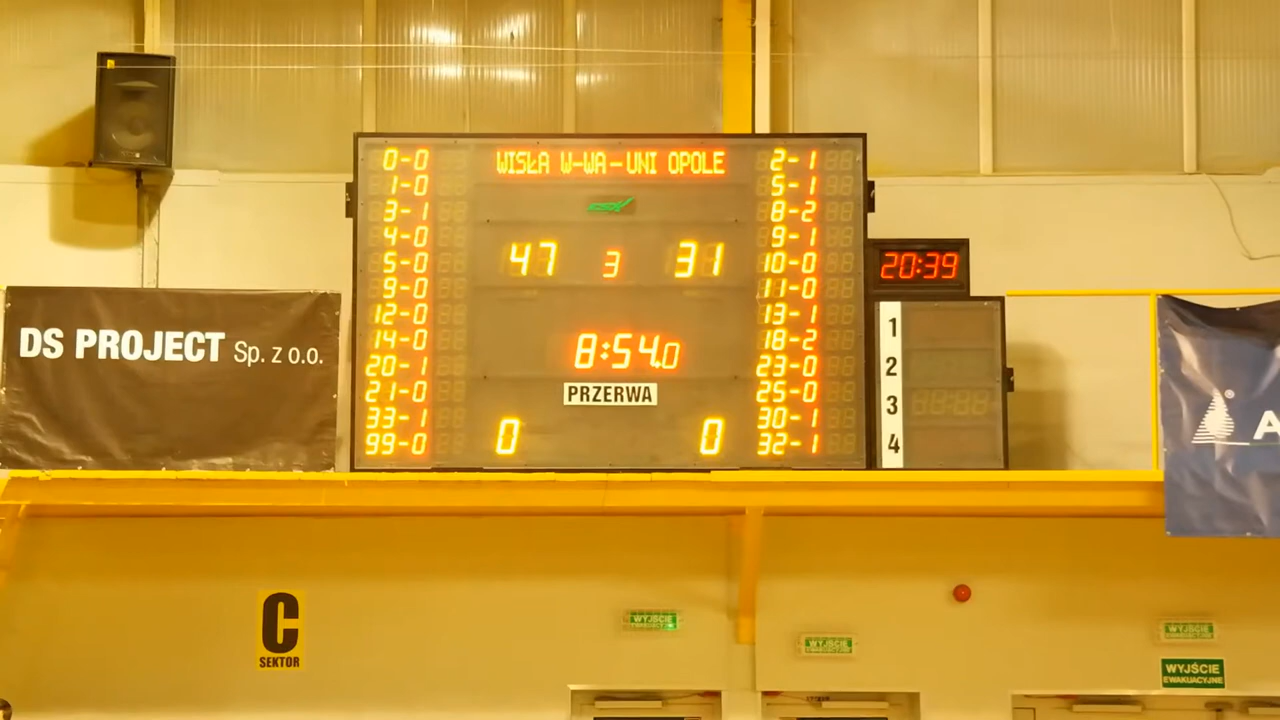 WISŁA W-WA-UNI OPOLE
0-0
1-0
3-1
4-0
5-0
9-0
12-0
14-0
20-1
21-0
33-1
99-0
47 3 31
8:54.0
PRZERWA
0 0
2-1
5-1
8-2
9-1
10-0
11-0
13-1
18-2
23-0
25-0
30-1
32-1
20:39
1
2
3
4
DS PROJECT Sp. z o.o.
A
C
SEKTOR
WYJŚCIE
WYJŚCIE
WYJŚCIE
WYJŚCIE
EWAKUACYJNE